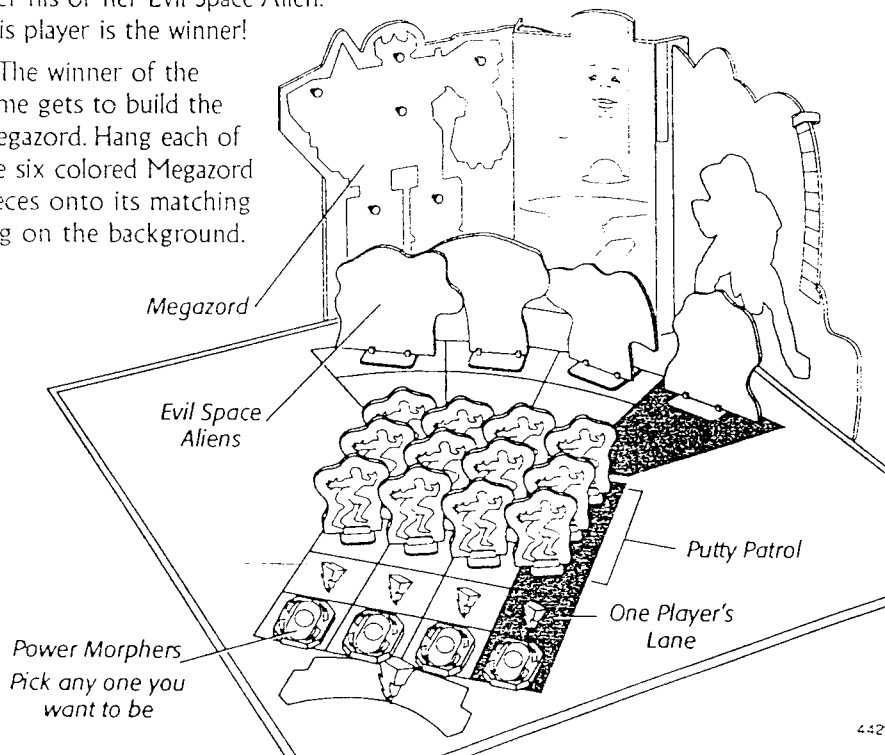 his or her Evil Space Alien.
is player is the winner!
The winner of the
me gets to build the
egazord. Hang each of
e six colored Megazord
eces onto its matching
g on the background.
Megazord
Evil Space
Aliens
Putty Patrol
One Player's
Lane
Power Morphers
Pick any one you
want to be